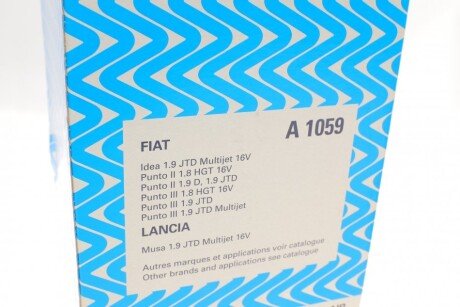 FIAT A 1059
Idea 1.9 JTD Multijet 16V
Punto II 1.8 HGT 16V
Punto II 1.9 D, 1.9 JTD
Punto III 1.8 HGT 16V
Punto III 1.9 JTD
Punto III 1.9 JTD Multijet
LANCIA
Musa 1.9 JTD Multijet 16V
Autres marques et applications voir catalogue
Other brands and applications see catalogue